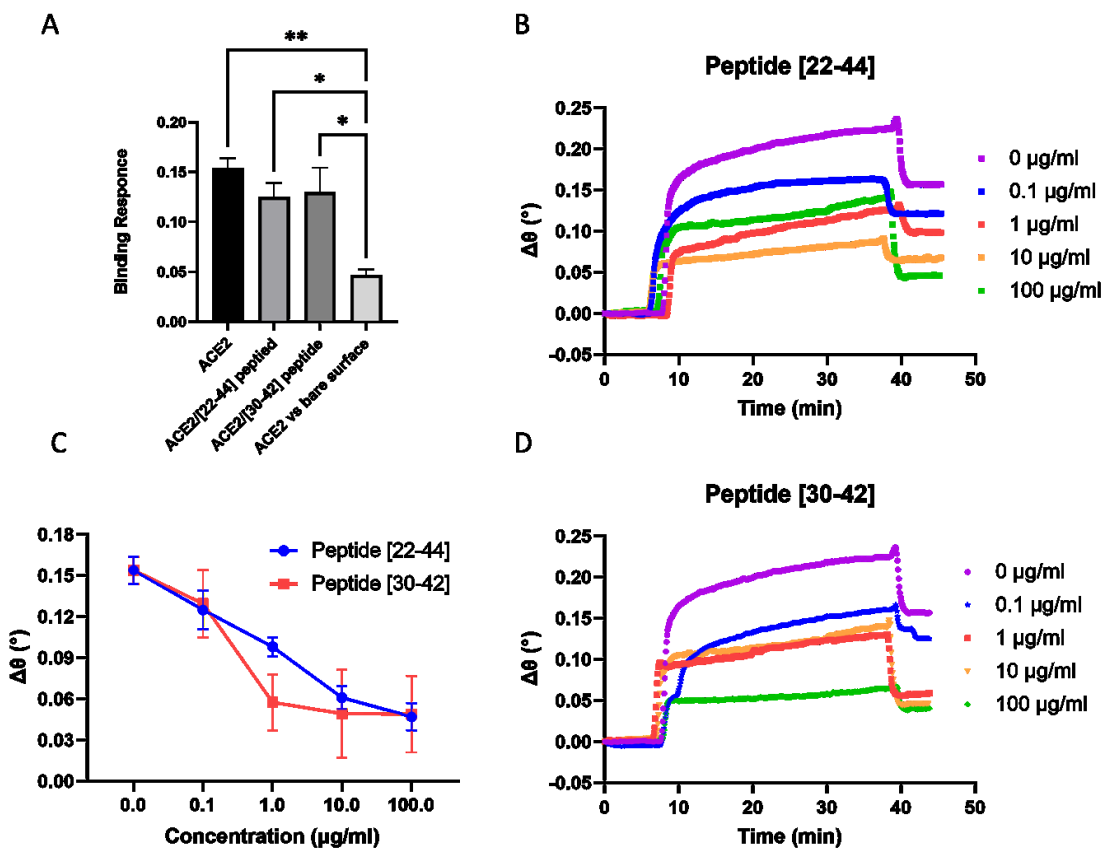 A
**
*
*
Binding Responce
0.20
0.15
0.10
0.05
0.00
ACE2
ACE2/[22-44] peptied
ACE2/[30-42] peptide
ACE2 vs bare surface
B
Peptide [22-44]
Δθ (°)
0.25
0.20
0.15
0.10
0.05
0.00
-0.05
0
10
20
30
40
50
Time (min)
0 µg/ml
0.1 µg/ml
1 µg/ml
10 µg/ml
100 µg/ml
C
Δθ (°)
0.18
0.15
0.12
0.09
0.06
0.03
0.00
0.0
0.1
1.0
10.0
100.0
Concentration (µg/ml)
Peptide [22-44]
Peptide [30-42]
D
Peptide [30-42]
Δθ (°)
0.25
0.20
0.15
0.10
0.05
0.00
-0.05
0
10
20
30
40
50
Time (min)
0 µg/ml
0.1 µg/ml
1 µg/ml
10 µg/ml
100 µg/ml